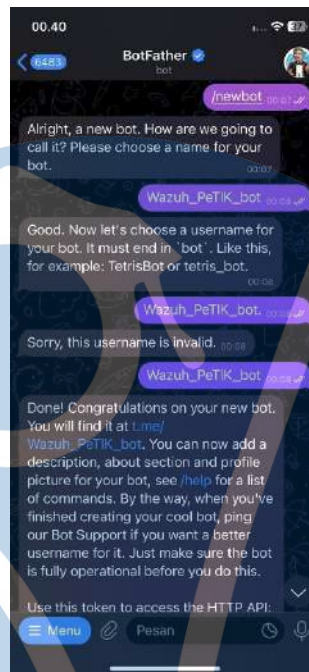 00.40
6483
BotFather
bot
/newbot 00:07
Alright, a new bot. How are we going to
call it? Please choose a name for your
bot.
00:07
Wazuh_PeTIK_bot 00:08
Good. Now let's choose a username for
your bot. It must end in `bot`. Like this,
for example: TetrisBot or tetris_bot.
00:08
Wazuh_PeTIK_bot. 00:08
Sorry, this username is invalid. 00:08
Wazuh_PeTIK_bot 00:08
Done! Congratulations on your new bot.
You will find it at t.me/
Wazuh_PeTIK_bot. You can now add a
description, about section and profile
picture for your bot, see /help for a list
of commands. By the way, when you've
finished creating your cool bot, ping
our Bot Support if you want a better
username for it. Just make sure the bot
is fully operational before you do this.
Use this token to access the HTTP API:
Menu
Pesan